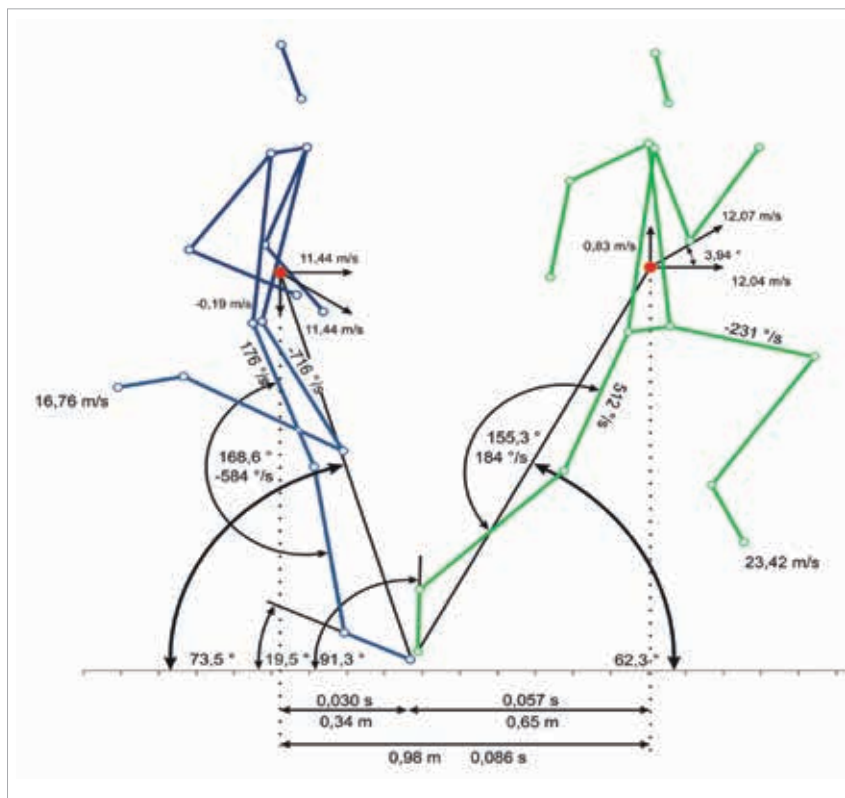 12,07 m/s
0,83 m/s
3,94 °
11,44 m/s
12,04 m/s
-0,19 m/s
11,44 m/s
-231 °/s
176 °/s
-716 °/s
512 °/s
16,76 m/s
155,3 °
184 °/s
168,6 °
-584 °/s
23,42 m/s
73,5 °
19,5 °
91,3 °
62,3 °
0,030 s
0,057 s
0,34 m
0,65 m
0,98 m 0,086 s